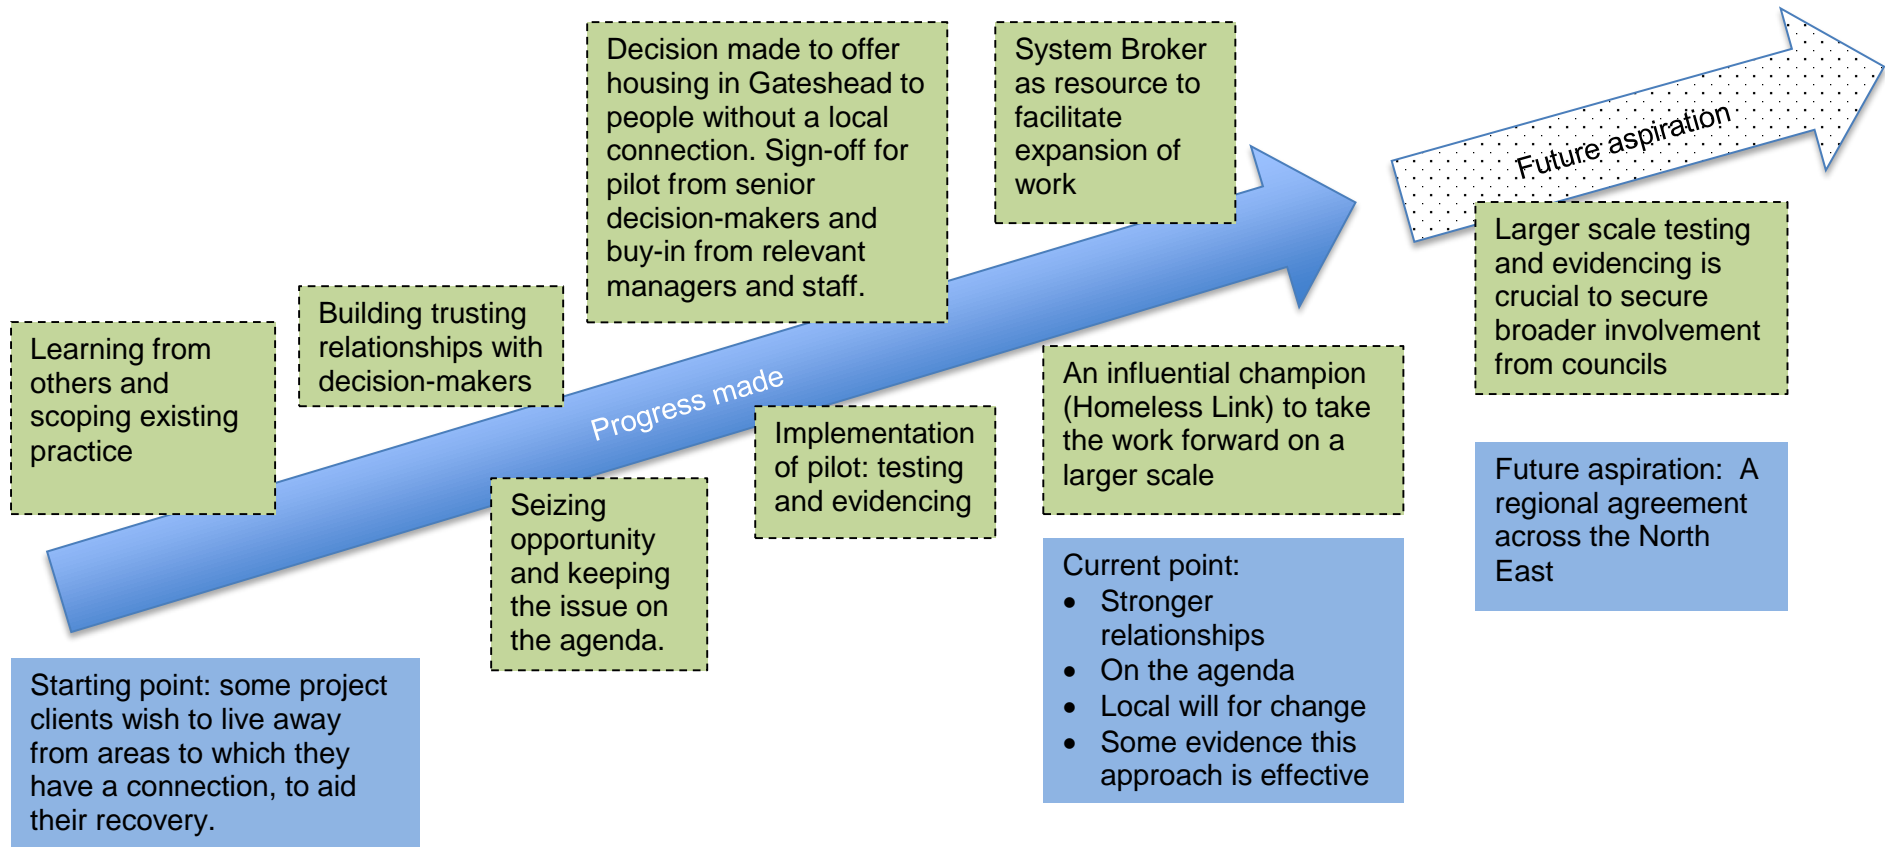 Learning from
others and
scoping existing
practice
Building trusting
relationships with
decision-makers
Decision made to offer
housing in Gateshead to
people without a local
connection. Sign-off for
pilot from senior
decision-makers and
buy-in from relevant
managers and staff.
System Broker
as resource to
facilitate
expansion of
work
Future aspiration
Larger scale testing
and evidencing is
crucial to secure
broader involvement
from councils
Progress made
Seizing
opportunity
and keeping
the issue on
the agenda.
Implementation
of pilot: testing
and evidencing
An influential champion
(Homeless Link) to take
the work forward on a
larger scale
Starting point: some project
clients wish to live away
from areas to which they
have a connection, to aid
their recovery.
Current point:
• Stronger
relationships
• On the agenda
• Local will for change
• Some evidence this
approach is effective
Future aspiration:  A
regional agreement
across the North
East